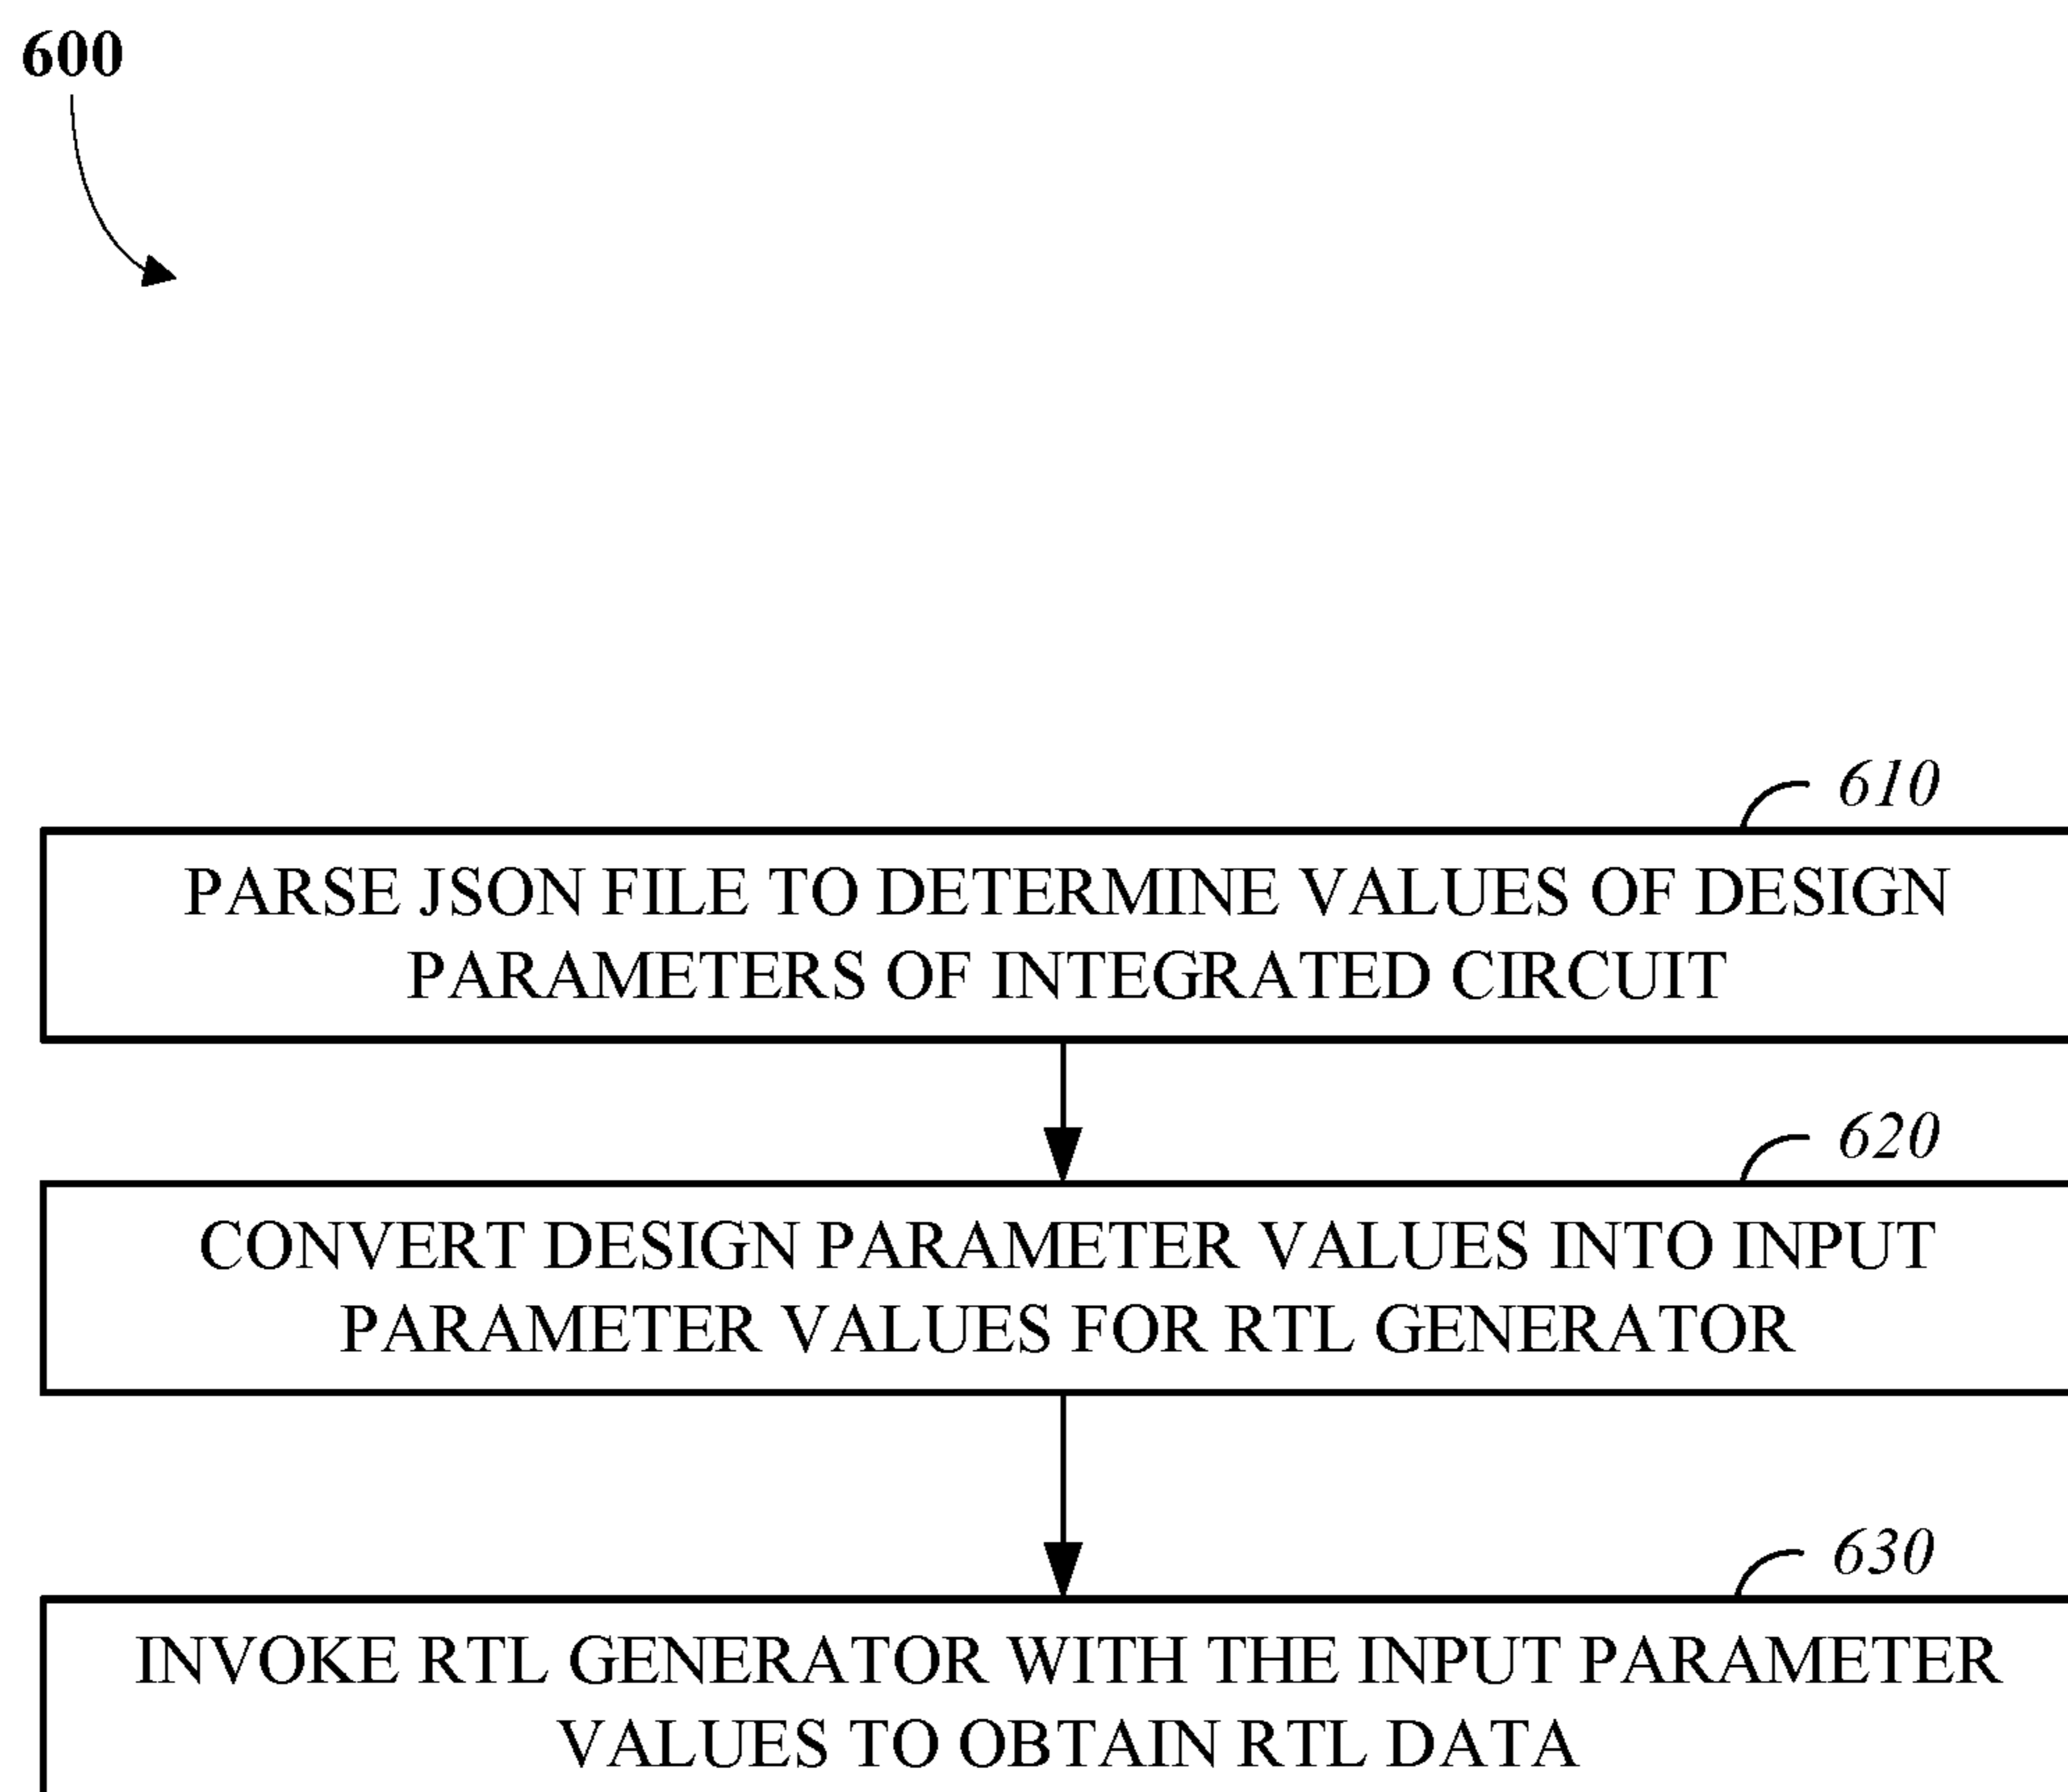 600
610
PARSE JSON FILE TO DETERMINE VALUES OF DESIGN
PARAMETERS OF INTEGRATED CIRCUIT
620
CONVERT DESIGN PARAMETER VALUES INTO INPUT
PARAMETER VALUES FOR RTL GENERATOR
630
INVOKE RTL GENERATOR WITH THE INPUT PARAMETER
VALUES TO OBTAIN RTL DATA